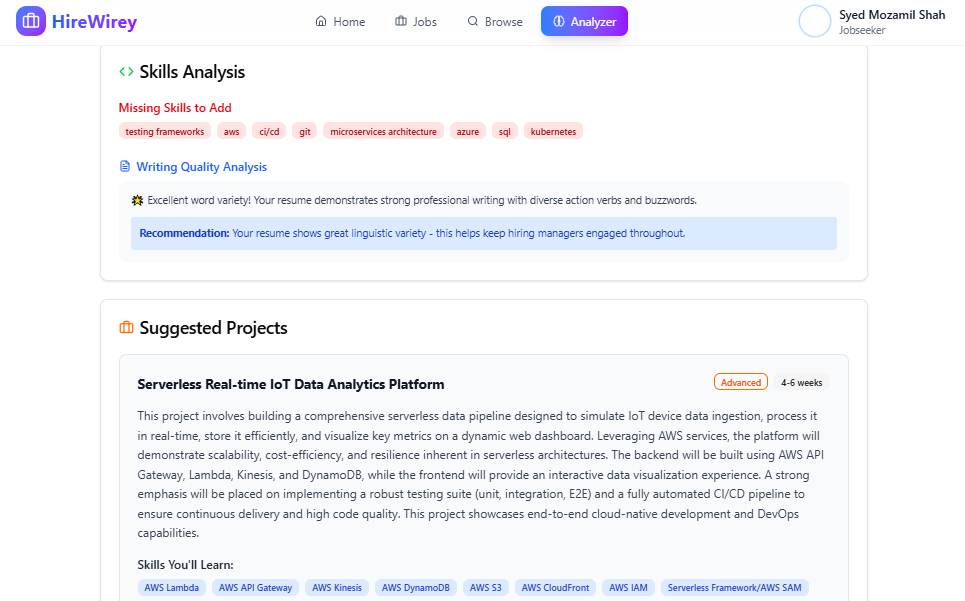 HireWirey
Home Jobs Browse Analyzer
Syed Mozamil Shah
Jobseeker
Skills Analysis
Missing Skills to Add
testing frameworks aws ci/cd git microservices architecture azure sql kubernetes
Writing Quality Analysis
Excellent word variety! Your resume demonstrates strong professional writing with diverse action verbs and buzzwords.
Recommendation: Your resume shows great linguistic variety - this helps keep hiring managers engaged throughout.
Suggested Projects
Serverless Real-time IoT Data Analytics Platform
Advanced 4-6 weeks
This project involves building a comprehensive serverless data pipeline designed to simulate IoT device data ingestion, process it
in real-time, store it efficiently, and visualize key metrics on a dynamic web dashboard. Leveraging AWS services, the platform will
demonstrate scalability, cost-efficiency, and resilience inherent in serverless architectures. The backend will be built using AWS API
Gateway, Lambda, Kinesis, and DynamoDB, while the frontend will provide an interactive data visualization experience. A strong
emphasis will be placed on implementing a robust testing suite (unit, integration, E2E) and a fully automated CI/CD pipeline to
ensure continuous delivery and high code quality. This project showcases end-to-end cloud-native development and DevOps
capabilities.
Skills You'll Learn:
AWS Lambda AWS API Gateway AWS Kinesis AWS DynamoDB AWS S3 AWS CloudFront AWS IAM Serverless Framework/AWS SAM